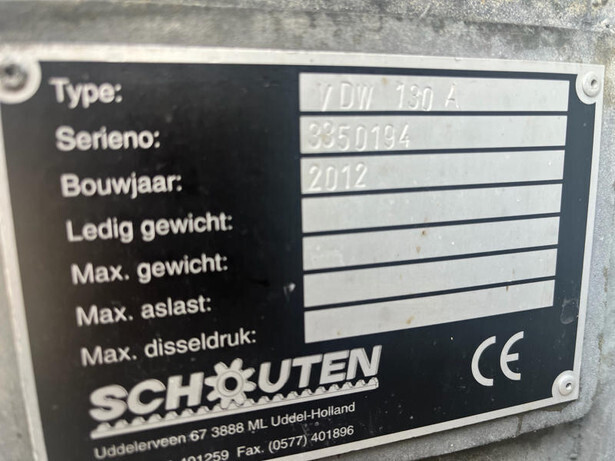 Type: VDW 130 A
Serieno: 3350194
Bouwjaar: 2012
Ledig gewicht:
Max. gewicht:
Max. aslast:
Max. disseldruk:
SCHOUTEN
CE
Uddelerveen 67 3888 ML Uddel-Holland
401259 Fax. (0577) 401896